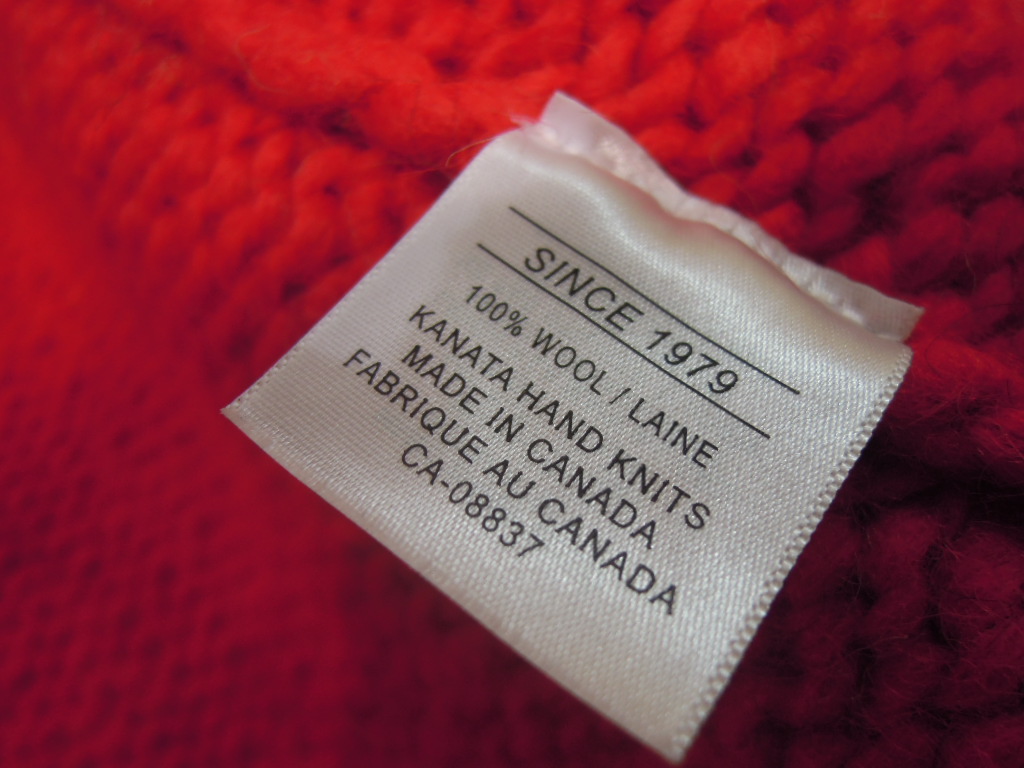 SINCE 1979
100% WOOL / LAINE
KANATA HAND KNITS
MADE IN CANADA
FABRIQUE AU CANADA
CA-08837